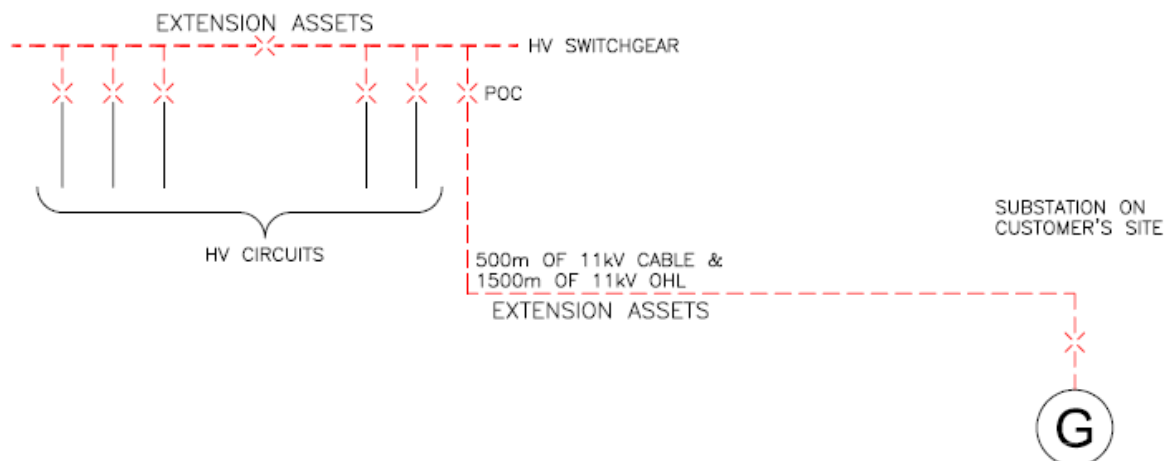 EXTENSION ASSETS
HV SWITCHGEAR
POC
HV CIRCUITS
SUBSTATION ON
CUSTOMER'S SITE
500m OF 11kV CABLE &
1500m OF 11kV OHL
EXTENSION ASSETS
G